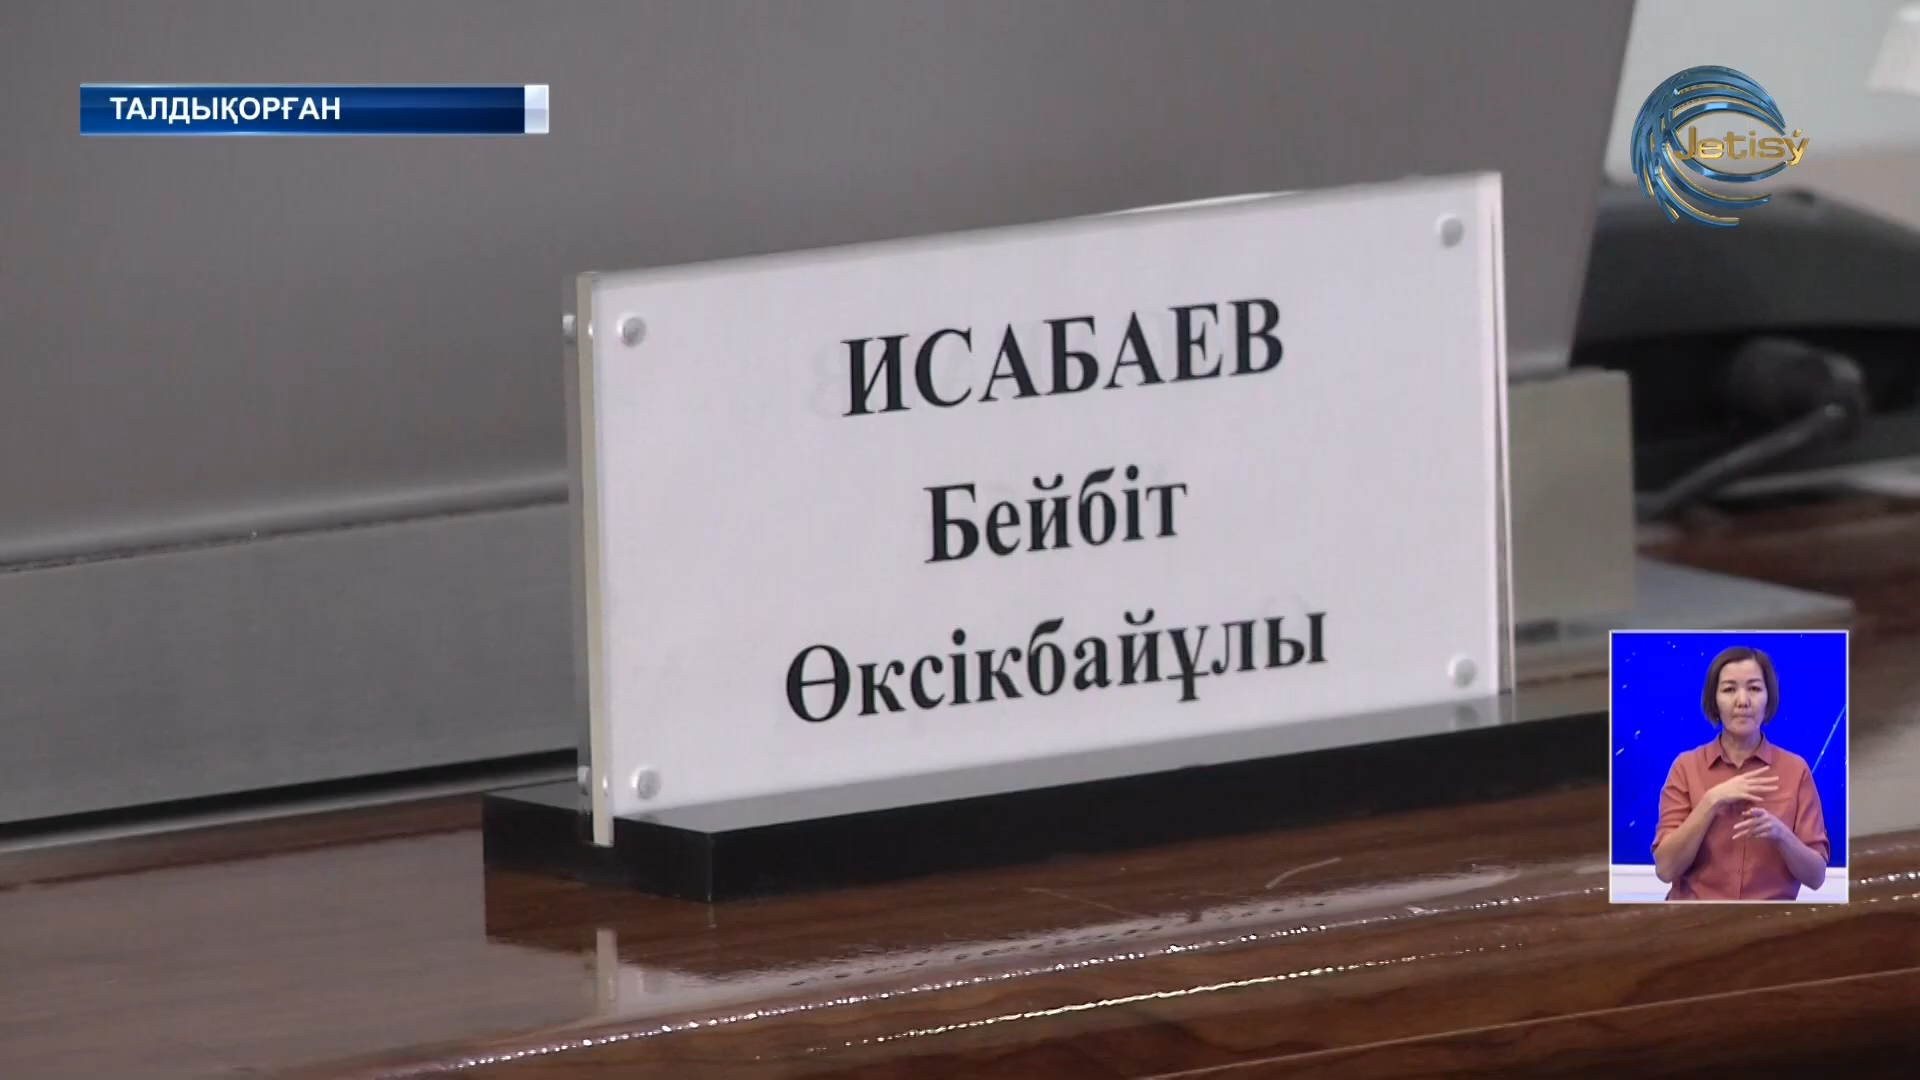 ТАЛДЫҚОРҒАН
Jetisý
ИСАБАЕВ
Бейбіт
Өксікбайұлы